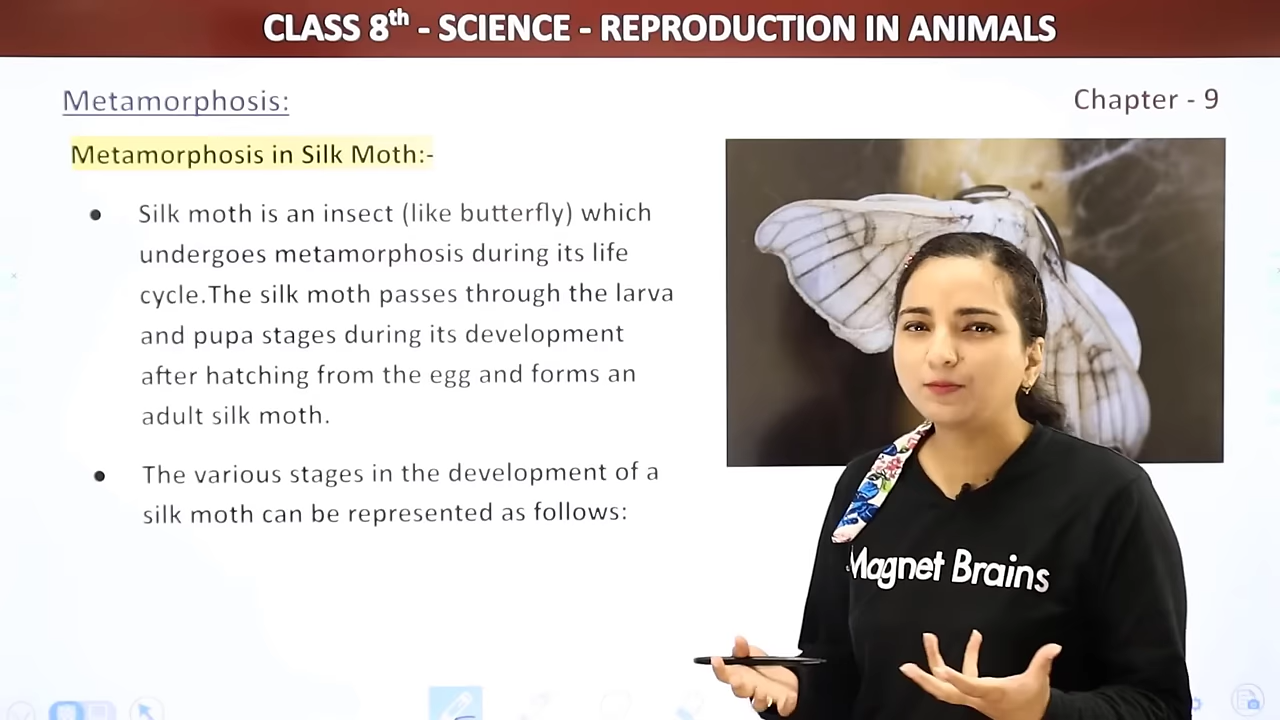 CLASS 8th - SCIENCE - REPRODUCTION IN ANIMALS
Metamorphosis:
Chapter - 9
Metamorphosis in Silk Moth:-
● Silk moth is an insect (like butterfly) which
undergoes metamorphosis during its life
cycle.The silk moth passes through the larva
and pupa stages during its development
after hatching from the egg and forms an
adult silk moth.
● The various stages in the development of a
silk moth can be represented as follows:
Magnet Brains